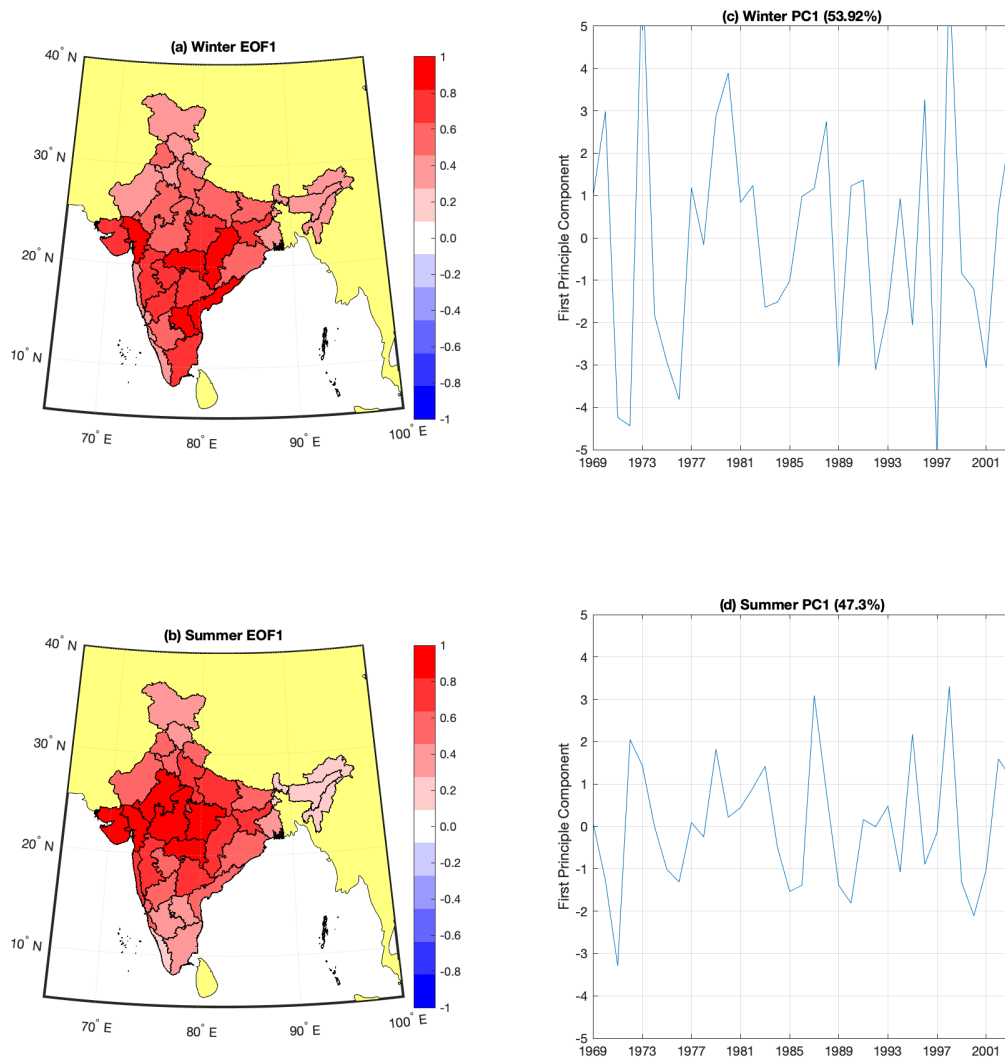 (a) Winter EOF1
40° N
30° N
20° N
10° N
70° E
80° E
90° E
100° E
1
0.8
0.6
0.4
0.2
0.0
-0.2
-0.4
-0.6
-0.8
-1
(c) Winter PC1 (53.92%)
First Principle Component
5
4
3
2
1
0
-1
-2
-3
-4
-5
1969
1973
1977
1981
1985
1989
1993
1997
2001
(b) Summer EOF1
40° N
30° N
20° N
10° N
70° E
80° E
90° E
100° E
1
0.8
0.6
0.4
0.2
0.0
-0.2
-0.4
-0.6
-0.8
-1
(d) Summer PC1 (47.3%)
First Principle Component
5
4
3
2
1
0
-1
-2
-3
-4
-5
1969
1973
1977
1981
1985
1989
1993
1997
2001